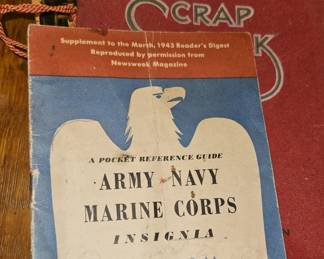 SCRAP
Supplement to the March, 1943 Reader's Digest
Reproduced by permission from
Newsweek Magazine
A POCKET REFERENCE GUIDE
ARMY NAVY
MARINE CORPS
INSIGNIA